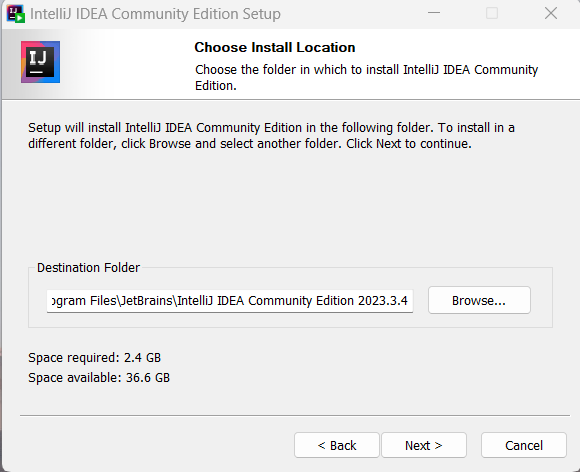 IntelliJ IDEA Community Edition Setup
IJ
Choose Install Location
Choose the folder in which to install IntelliJ IDEA Community
Edition.
Setup will install IntelliJ IDEA Community Edition in the following folder. To install in a
different folder, click Browse and select another folder. Click Next to continue.
Destination Folder
ogram Files\JetBrains\IntelliJ IDEA Community Edition 2023.3.4
Browse...
Space required: 2.4 GB
Space available: 36.6 GB
< Back
Next >
Cancel